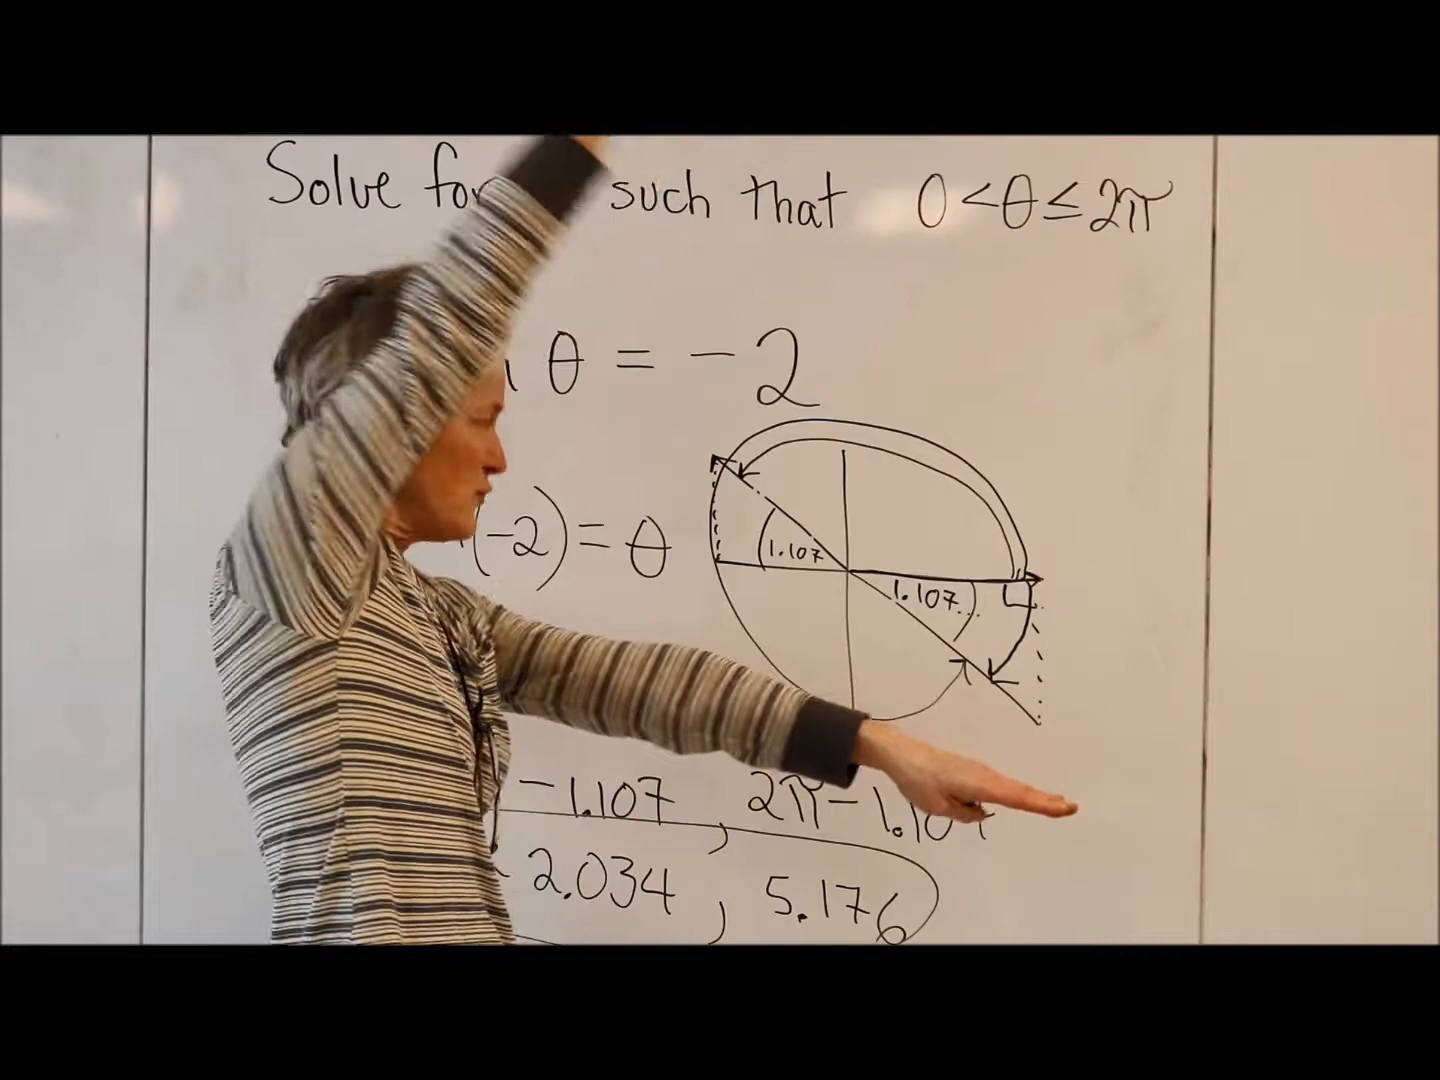 Solve for such that 0 < θ ≤ 2π
θ = -2
(-2) = θ
1.107
1.107
-1.107 , 2π - 1.107
2.034 , 5.176